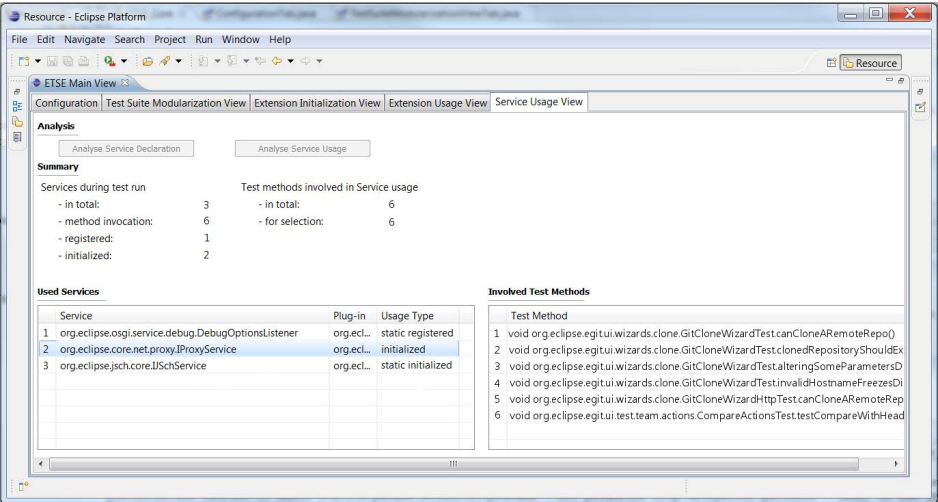 Resource - Eclipse Platform
File Edit Navigate Search Project Run Window Help
Resource
ETSE Main View
Configuration Test Suite Modularization View Extension Initialization View Extension Usage View Service Usage View
Analysis
Analyse Service Declaration Analyse Service Usage
Summary
Services during test run Test methods involved in Service usage
- in total: 3 - in total: 6
- method invocation: 6 - for selection: 6
- registered: 1
- initialized: 2
Used Services Involved Test Methods
Service Plug-in Usage Type Test Method
1 org.eclipse.osgi.service.debug.DebugOptionsListener org.ecl... static registered 1 void org.eclipse.egit.ui.wizards.clone.GitCloneWizardTest.canCloneARemoteRepo()
2 org.eclipse.core.net.proxy.IProxyService org.ecl... initialized 2 void org.eclipse.egit.ui.wizards.clone.GitCloneWizardTest.clonedRepositoryShouldEx
3 org.eclipse.jsch.core.IJSchService org.ecl... static initialized 3 void org.eclipse.egit.ui.wizards.clone.GitCloneWizardTest.alteringSomeParametersD
4 void org.eclipse.egit.ui.wizards.clone.GitCloneWizardTest.invalidHostnameFreezesDi
5 void org.eclipse.egit.ui.wizards.clone.GitCloneWizardHttpTest.canCloneARemoteRep
6 void org.eclipse.egit.ui.test.team.actions.CompareActionsTest.testCompareWithHead